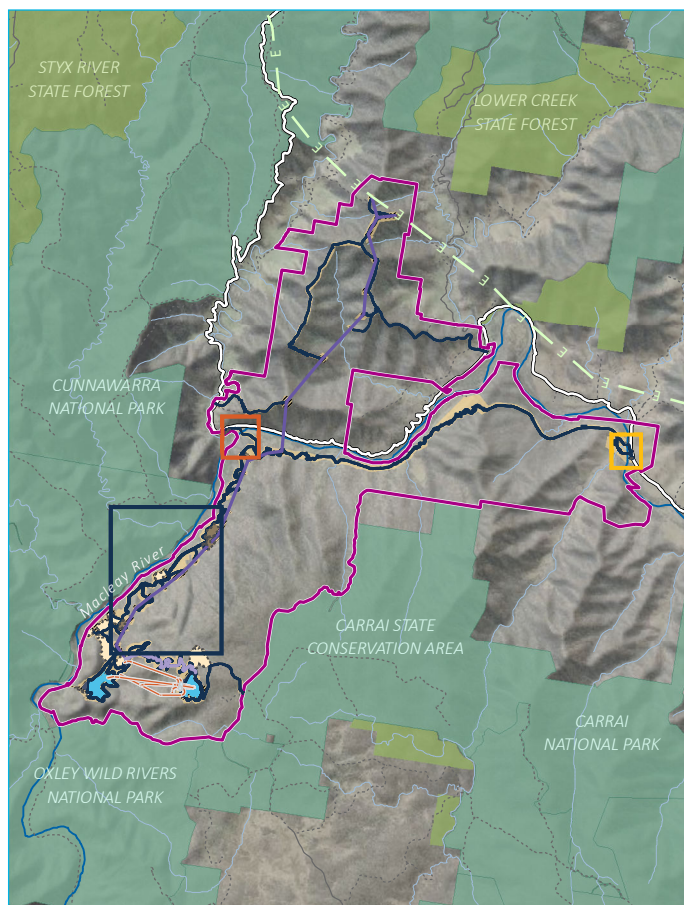 STYX RIVER
STATE FOREST
LOWER CREEK
STATE FOREST
E
E
E
E
E
E
E
E
E
CUNNAWARRA
NATIONAL PARK
Macleay River
CARRAI STATE
CONSERVATION AREA
CARRAI
NATIONAL PARK
OXLEY WILD RIVERS
NATIONAL PARK